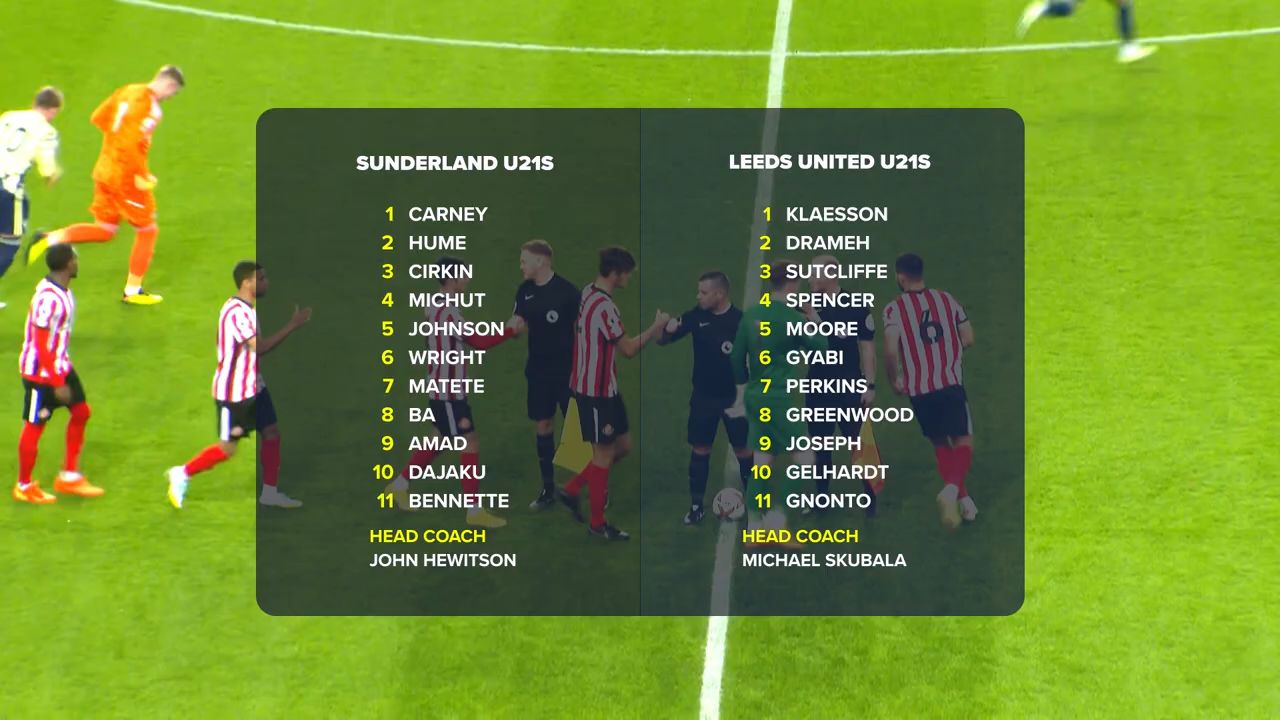 SUNDERLAND U21S
1 CARNEY
2 HUME
3 CIRKIN
4 MICHUT
5 JOHNSON
6 WRIGHT
7 MATETE
8 BA
9 AMAD
10 DAJAKU
11 BENNETTE
HEAD COACH
JOHN HEWITSON
LEEDS UNITED U21S
1 KLAESSON
2 DRAMEH
3 SUTCLIFFE
4 SPENCER
5 MOORE
6 GYABI
7 PERKINS
8 GREENWOOD
9 JOSEPH
10 GELHARDT
11 GNONTO
HEAD COACH
MICHAEL SKUBALA
6
1